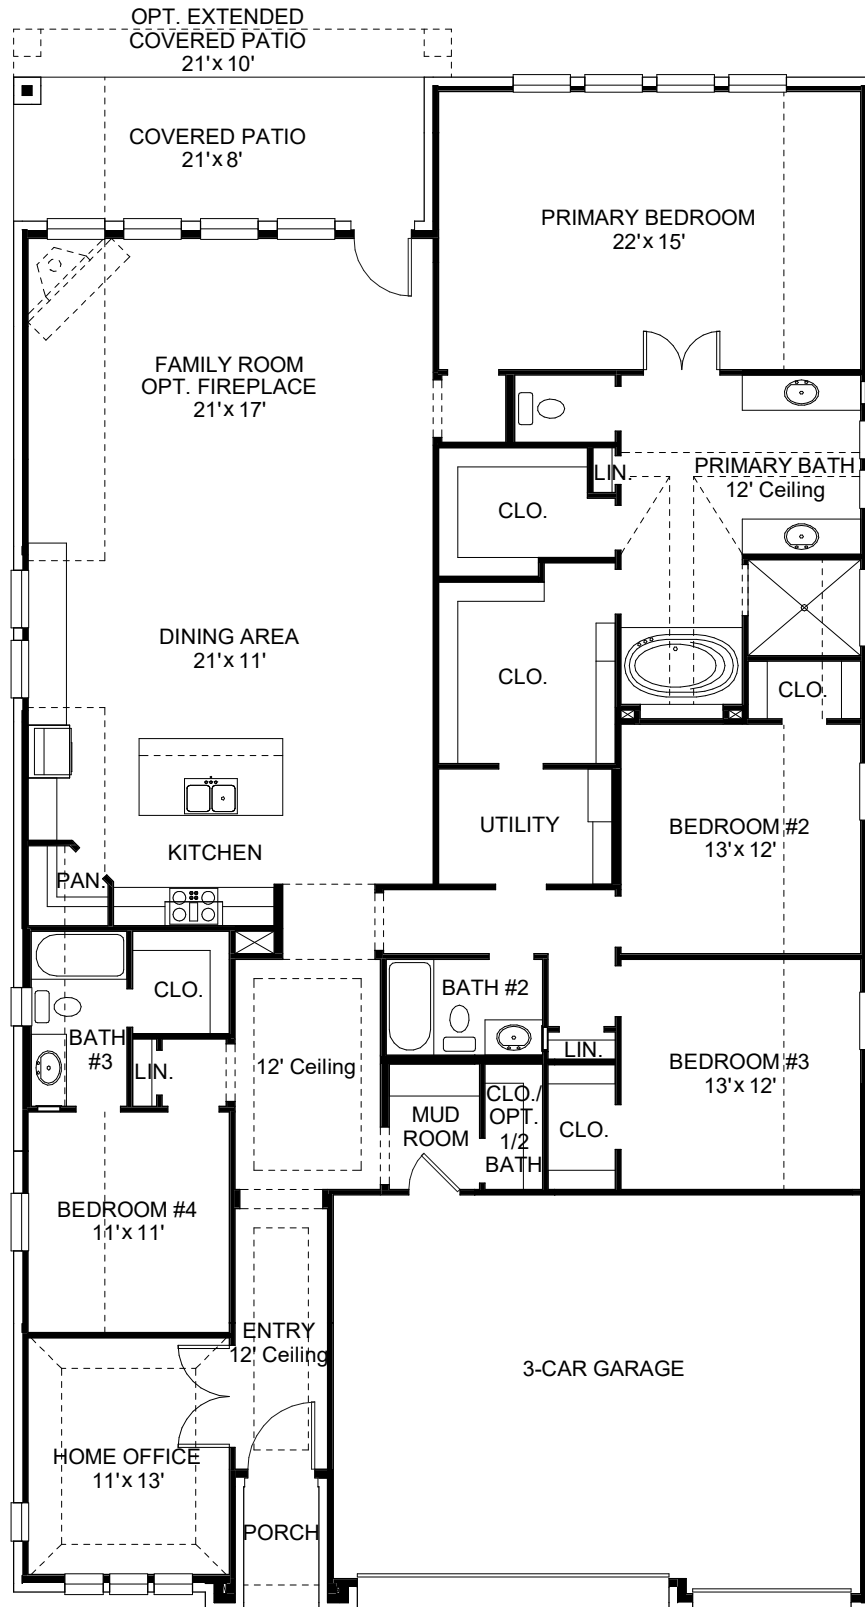 OPT. EXTENDED
COVERED PATIO
21'x 10'
COVERED PATIO
21'x 8'
PRIMARY BEDROOM
22'x 15'
FAMILY ROOM
OPT. FIREPLACE
21'x 17'
LIN.
PRIMARY BATH
12' Ceiling
CLO.
DINING AREA
21'x 11'
CLO.
CLO.
UTILITY
BEDROOM #2
13'x 12'
KITCHEN
PAN.
CLO.
BATH #2
BATH
#3
LIN.
12' Ceiling
LIN.
BEDROOM #3
13'x 12'
MUD
ROOM
CLO./
OPT.
1/2
BATH
CLO.
BEDROOM #4
11'x 11'
ENTRY
12' Ceiling
3-CAR GARAGE
HOME OFFICE
11'x 13'
PORCH